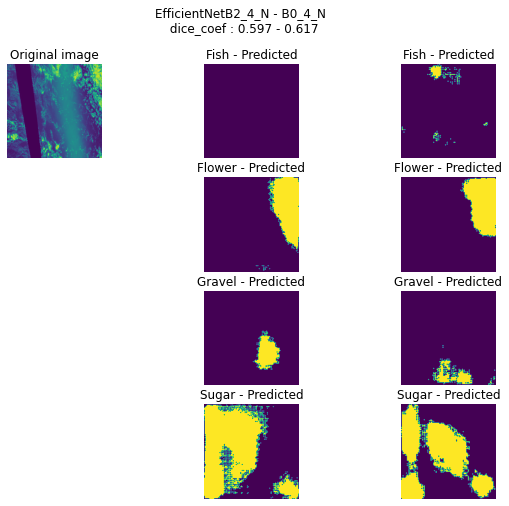 EfficientNetB2_4_N - B0_4_N
dice_coef : 0.597 - 0.617
Original image
Fish - Predicted
Fish - Predicted
Flower - Predicted
Flower - Predicted
Gravel - Predicted
Gravel - Predicted
Sugar - Predicted
Sugar - Predicted